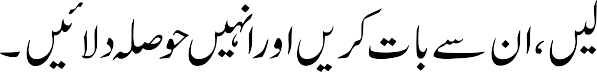 لیں، ان سے بات کریں اور انہیں حوصلہ دلائیں۔